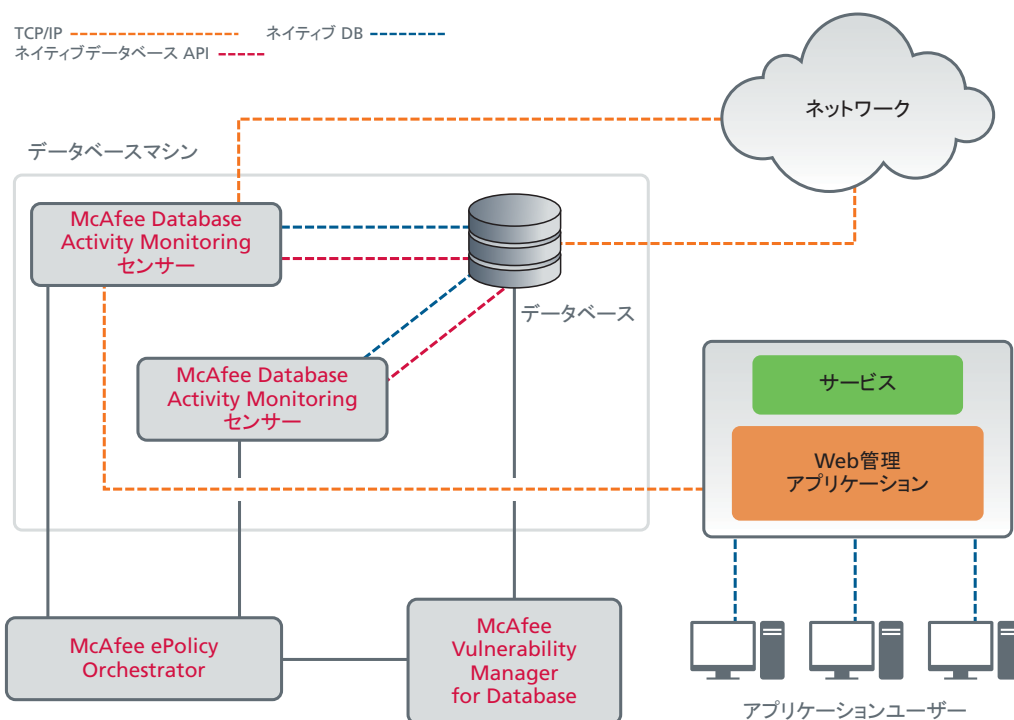 TCP/IP
ネイティブ DB
ネイティブデータベース API
ネットワーク
データベースマシン
McAfee Database
Activity Monitoring
センサー
データベース
McAfee Database
Activity Monitoring
センサー
サービス
Web管理
アプリケーション
McAfee ePolicy
Orchestrator
McAfee
Vulnerability
Manager
for Database
アプリケーションユーザー